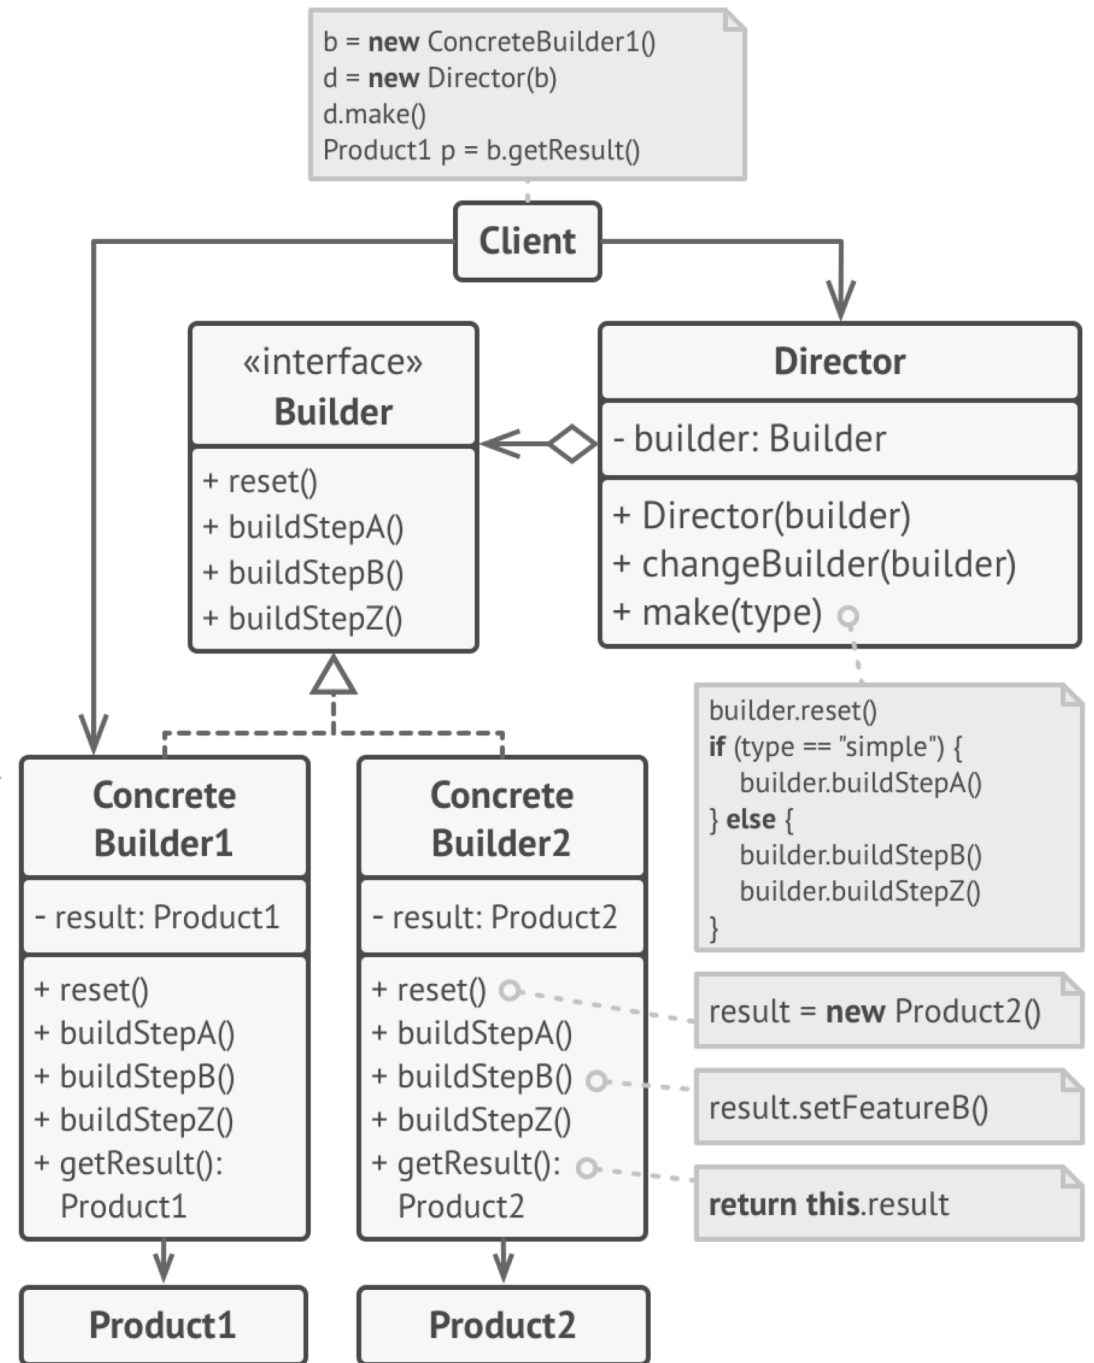 b = new ConcreteBuilder1()
d = new Director(b)
d.make()
Product1 p = b.getResult()
Client
«interface»
Builder
+ reset()
+ buildStepA()
+ buildStepB()
+ buildStepZ()
Director
- builder: Builder
+ Director(builder)
+ changeBuilder(builder)
+ make(type)
builder.reset()
if (type == "simple") {
builder.buildStepA()
} else {
builder.buildStepB()
builder.buildStepZ()
}
Concrete
Builder1
- result: Product1
+ reset()
+ buildStepA()
+ buildStepB()
+ buildStepZ()
+ getResult():
Product1
Concrete
Builder2
- result: Product2
+ reset()
+ buildStepA()
+ buildStepB()
+ buildStepZ()
+ getResult():
Product2
result = new Product2()
result.setFeatureB()
return this.result
Product1
Product2